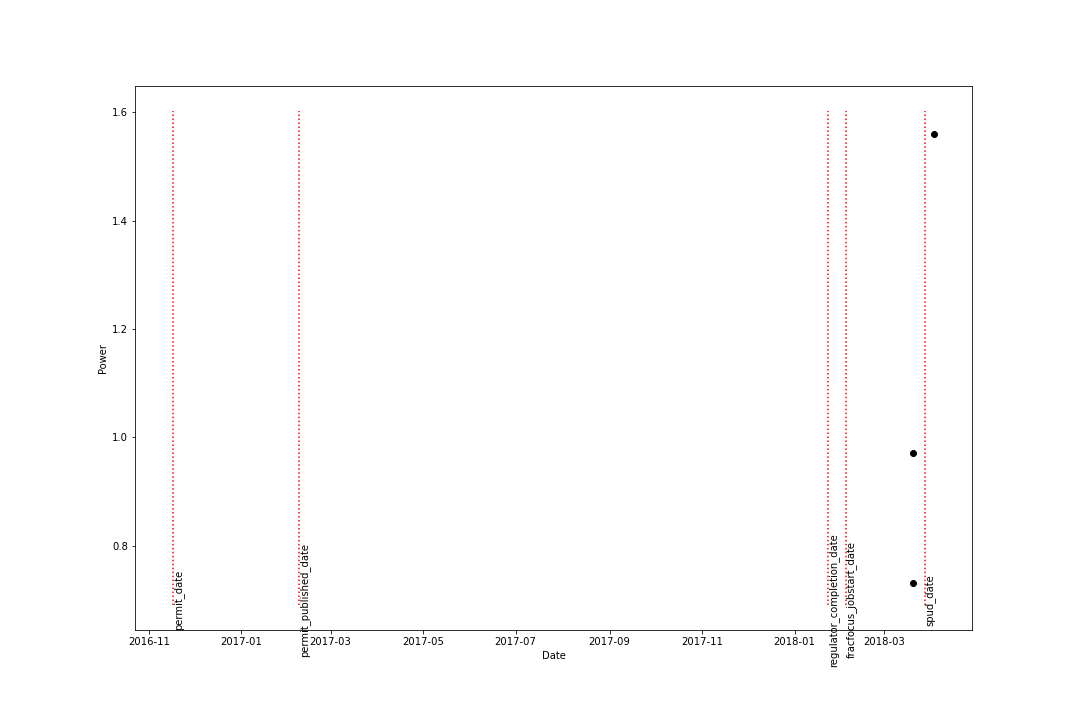 1.6
1.4
1.2
1.0
0.8
Power
permit_date
permit_published_date
regulator_completion_date
fracfocus_jobstart_date
spud_date
2016-11
2017-01
2017-03
2017-05
2017-07
2017-09
2017-11
2018-01
2018-03
Date